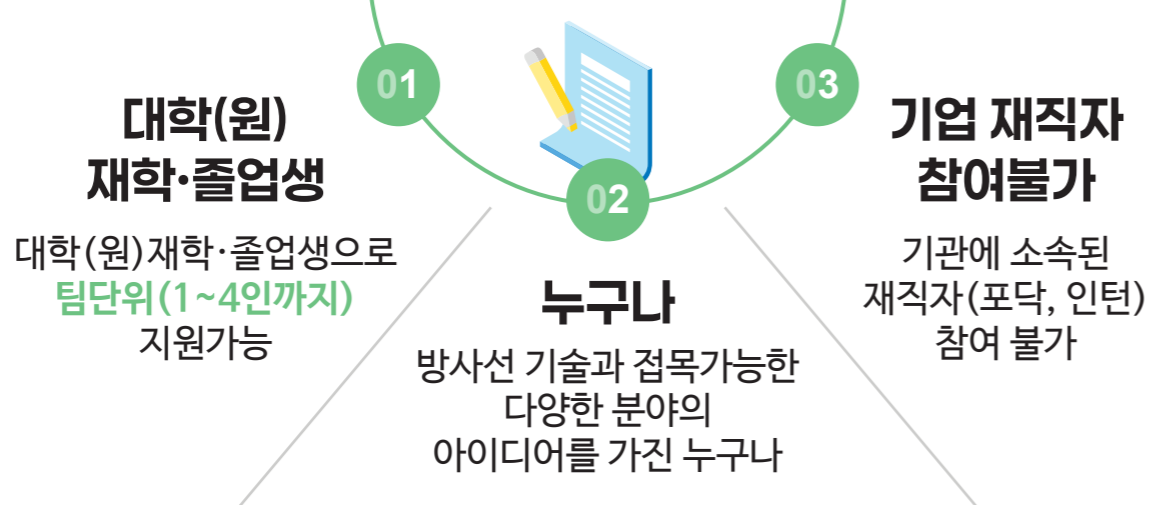 01
대학(원)
재학·졸업생
대학(원)재학·졸업생으로
팀단위(1~4인까지)
지원가능
02
누구나
방사선 기술과 접목가능한
다양한 분야의
아이디어를 가진 누구나
03
기업 재직자
참여불가
기관에 소속된
재직자(포닥, 인턴)
참여 불가